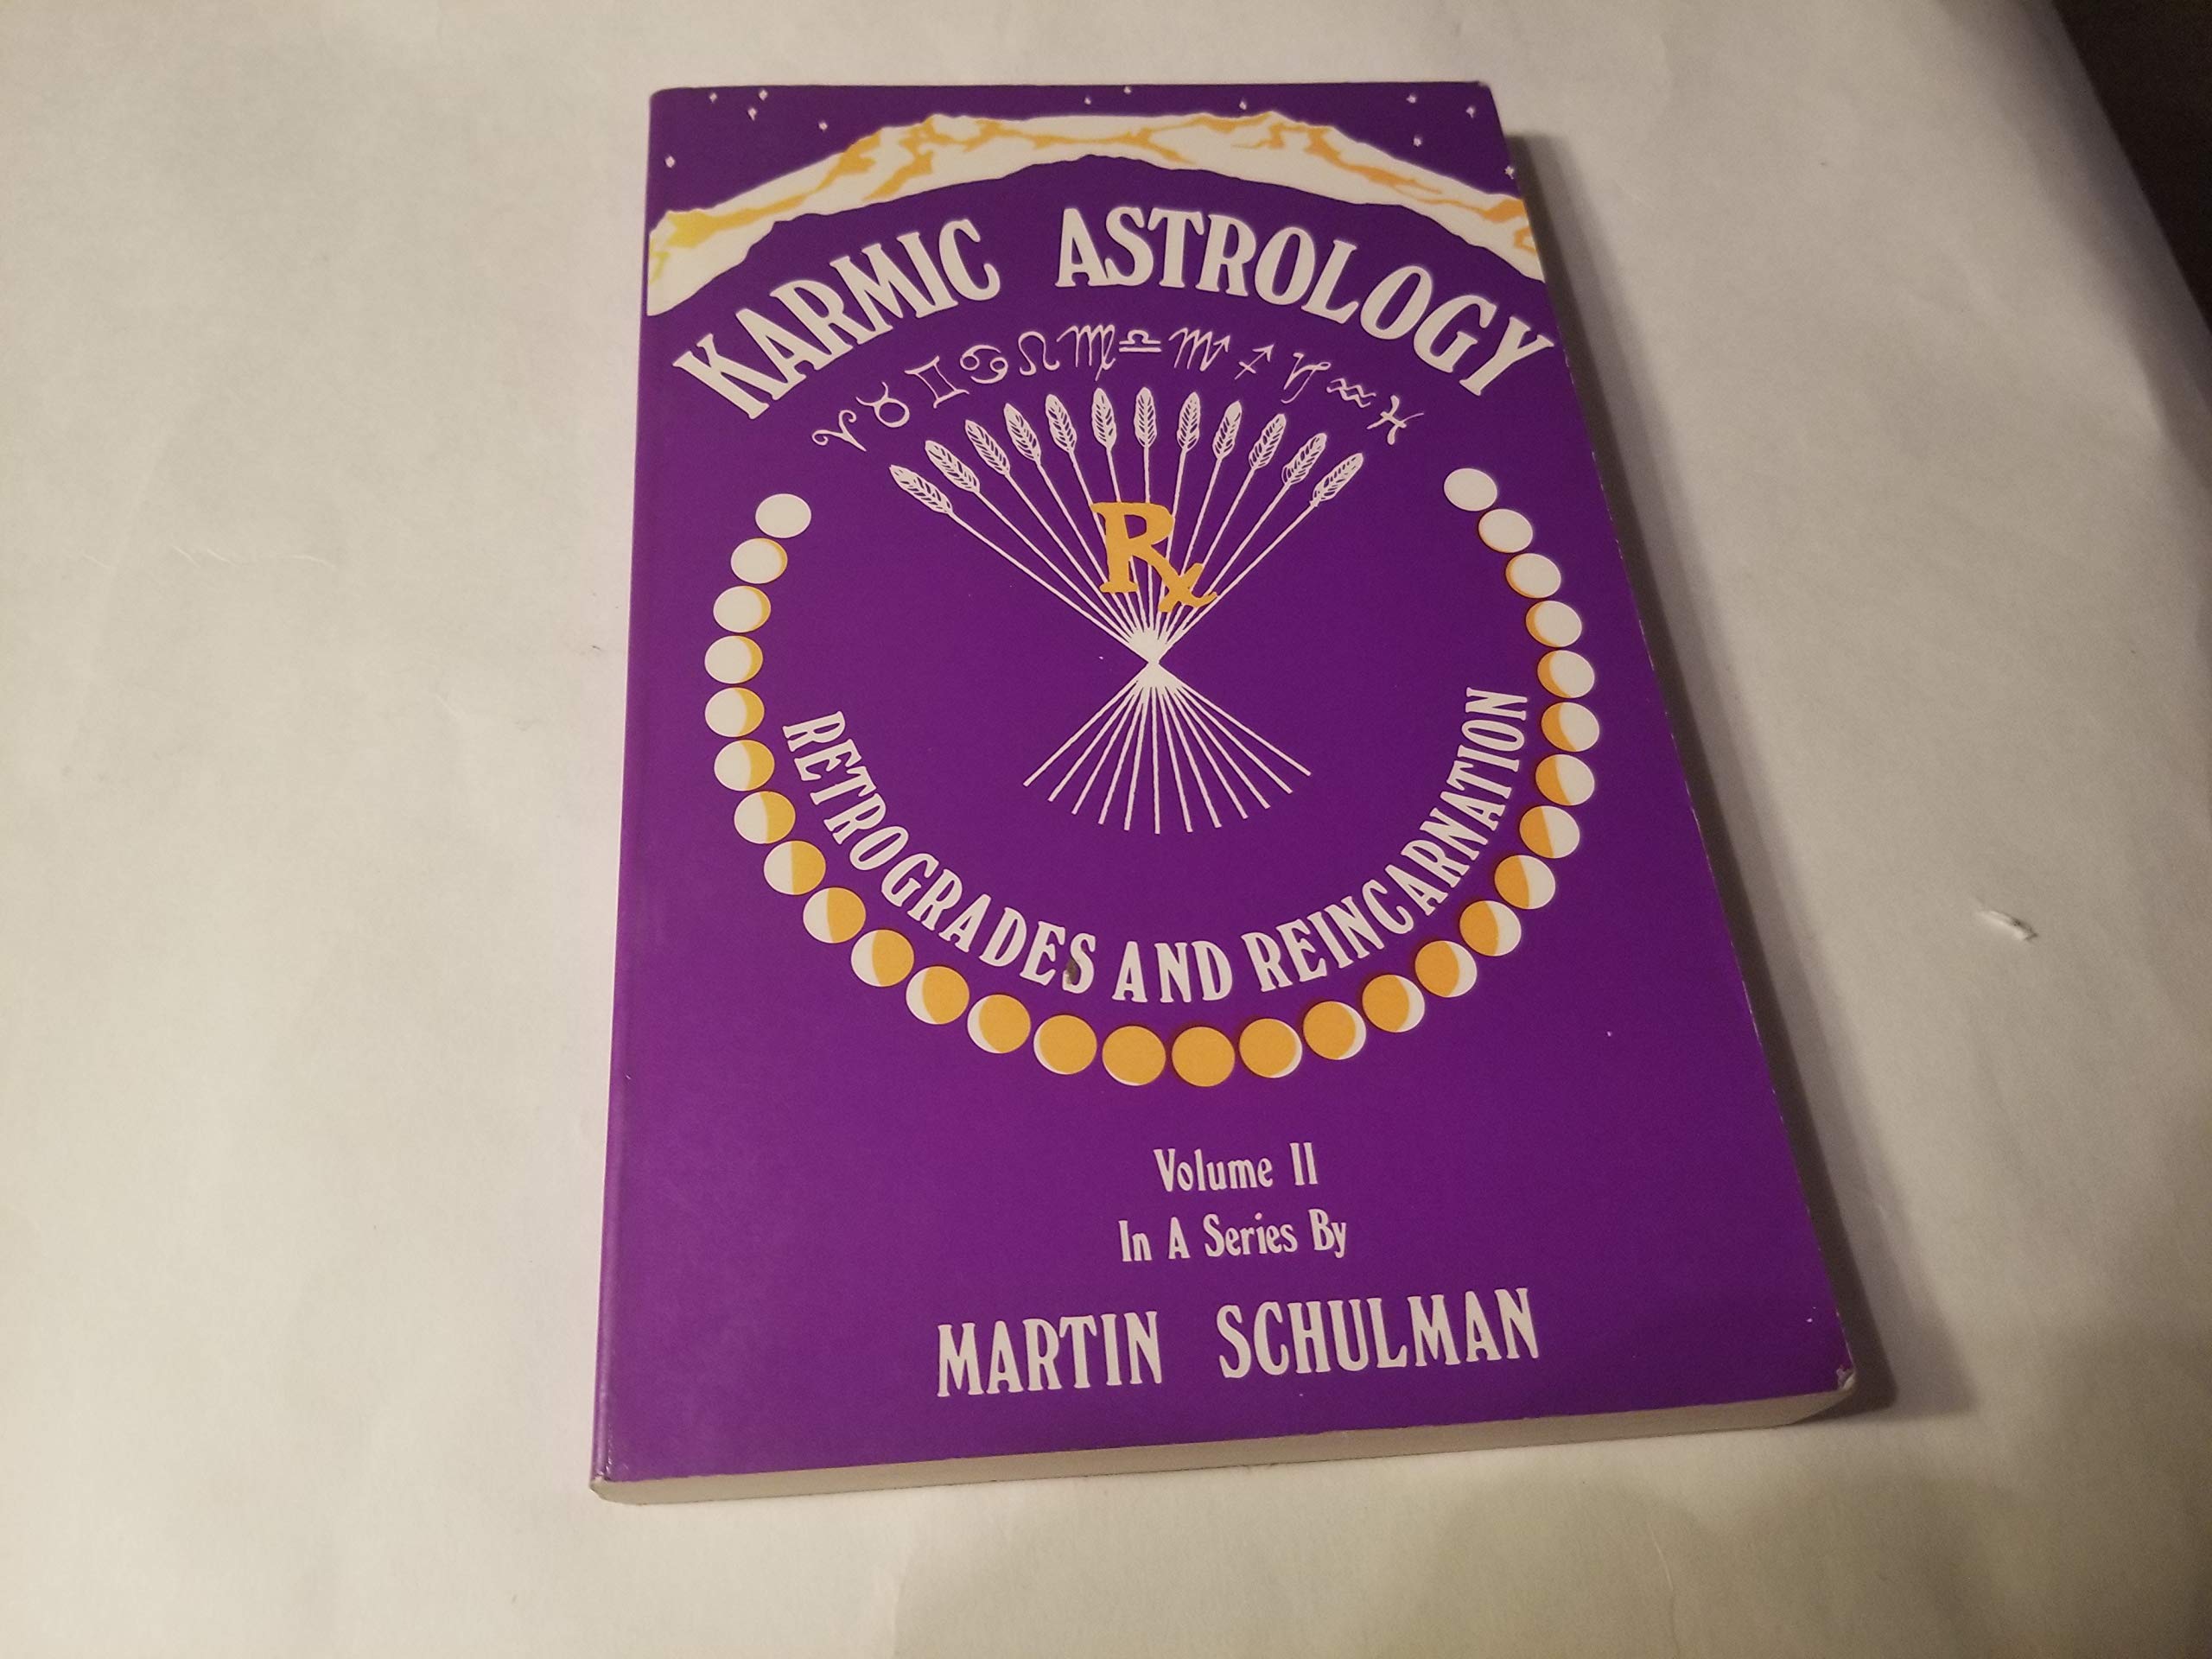 KARMIC ASTROLOGY
♈♉♊♋♌♍♎♏♐♑♒♓
Rx
RETROGRADES AND REINCARNATION
Volume II
In A Series By
MARTIN SCHULMAN